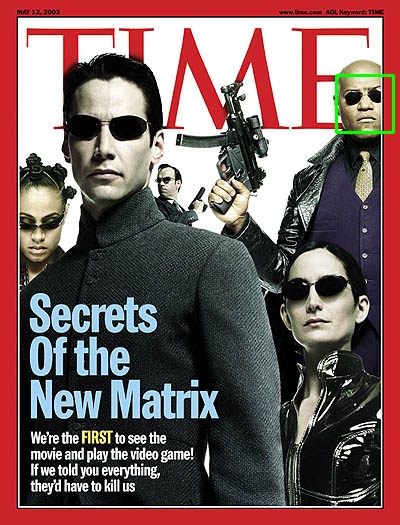 MAY 12, 2003
www.time.com AOL Keyword: TIME
TIME
Secrets
Of the
New Matrix
We're the FIRST to see the
movie and play the video game!
If we told you everything,
they'd have to kill us